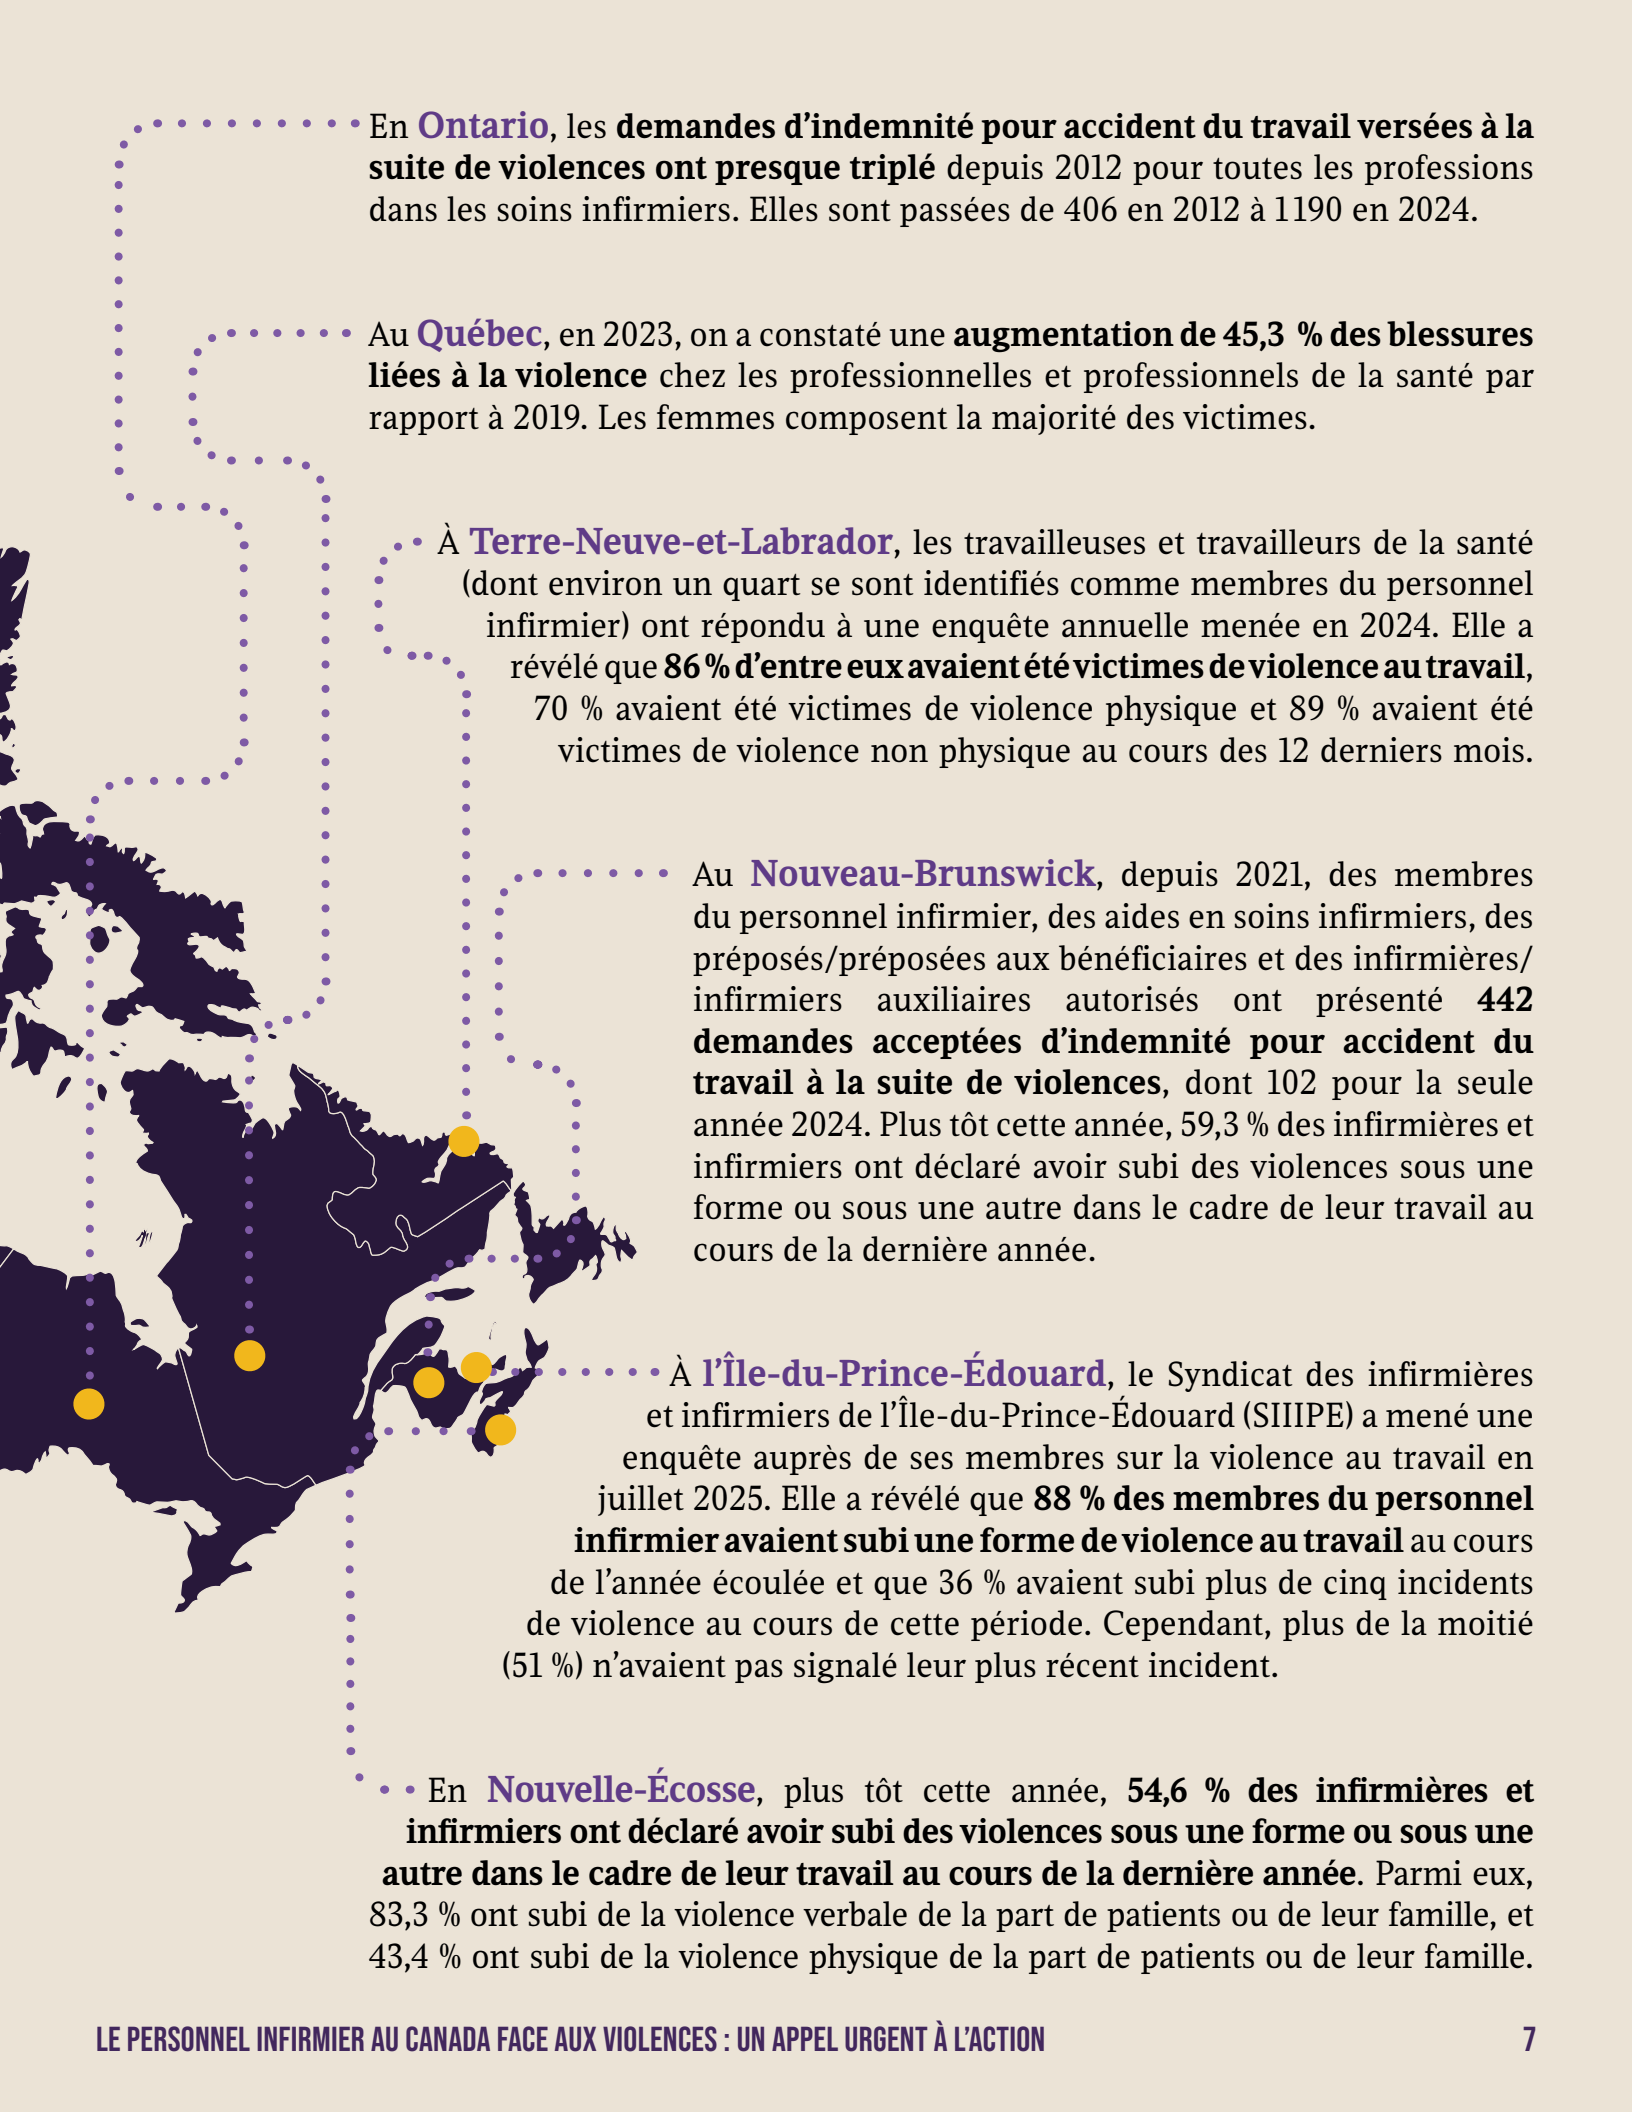 En Ontario, les demandes d’indemnité pour accident du travail versées à la
suite de violences ont presque triplé depuis 2012 pour toutes les professions
dans les soins infirmiers. Elles sont passées de 406 en 2012 à 1190 en 2024.
Au Québec, en 2023, on a constaté une augmentation de 45,3 % des blessures
liées à la violence chez les professionnelles et professionnels de la santé par
rapport à 2019. Les femmes composent la majorité des victimes.
À Terre-Neuve-et-Labrador, les travailleuses et travailleurs de la santé
(dont environ un quart se sont identifiés comme membres du personnel
infirmier) ont répondu à une enquête annuelle menée en 2024. Elle a
révélé que 86 % d’entre eux avaient été victimes de violence au travail,
70 % avaient été victimes de violence physique et 89 % avaient été
victimes de violence non physique au cours des 12 derniers mois.
Au Nouveau-Brunswick, depuis 2021, des membres
du personnel infirmier, des aides en soins infirmiers, des
préposés/préposées aux bénéficiaires et des infirmières/
infirmiers auxiliaires autorisés ont présenté 442
demandes acceptées d’indemnité pour accident du
travail à la suite de violences, dont 102 pour la seule
année 2024. Plus tôt cette année, 59,3 % des infirmières et
infirmiers ont déclaré avoir subi des violences sous une
forme ou sous une autre dans le cadre de leur travail au
cours de la dernière année.
À l’Île-du-Prince-Édouard, le Syndicat des infirmières
et infirmiers de l’Île-du-Prince-Édouard (SIIIPE) a mené une
enquête auprès de ses membres sur la violence au travail en
juillet 2025. Elle a révélé que 88 % des membres du personnel
infirmier avaient subi une forme de violence au travail au cours
de l’année écoulée et que 36 % avaient subi plus de cinq incidents
de violence au cours de cette période. Cependant, plus de la moitié
(51 %) n’avaient pas signalé leur plus récent incident.
En Nouvelle-Écosse, plus tôt cette année, 54,6 % des infirmières et
infirmiers ont déclaré avoir subi des violences sous une forme ou sous une
autre dans le cadre de leur travail au cours de la dernière année. Parmi eux,
83,3 % ont subi de la violence verbale de la part de patients ou de leur famille, et
43,4 % ont subi de la violence physique de la part de patients ou de leur famille.
LE PERSONNEL INFIRMIER AU CANADA FACE AUX VIOLENCES : UN APPEL URGENT À L’ACTION
7